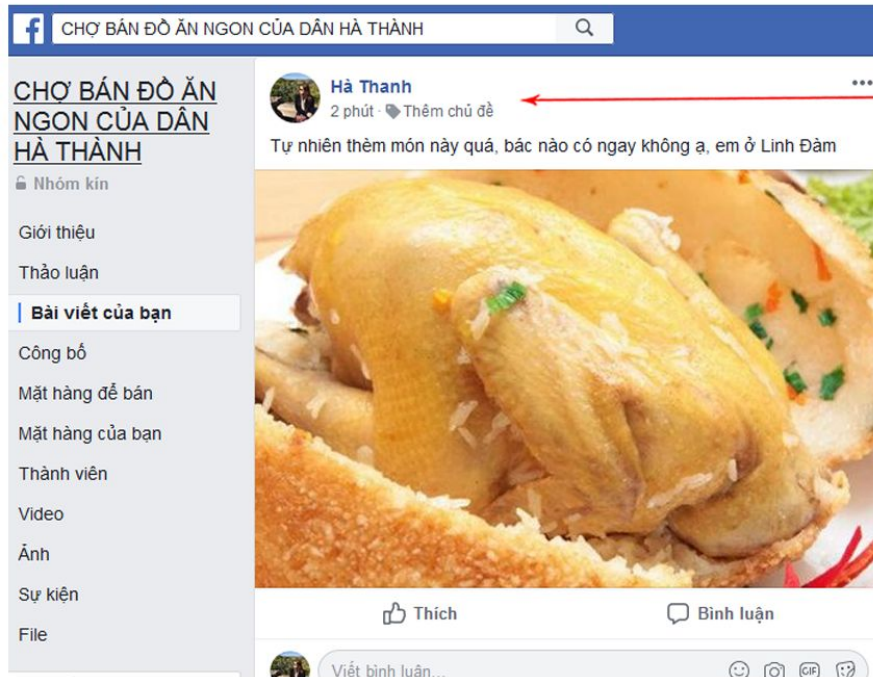 CHỢ BÁN ĐỒ ĂN NGON CỦA DÂN HÀ THÀNH
CHỢ BÁN ĐỒ ĂN
NGON CỦA DÂN
HÀ THÀNH
Nhóm kín
Giới thiệu
Thảo luận
Bài viết của bạn
Công bố
Mặt hàng để bán
Mặt hàng của bạn
Thành viên
Video
Ảnh
Sự kiện
File
Hà Thanh
2 phút · Thêm chủ đề
Tự nhiên thèm món này quá, bác nào có ngay không ạ, em ở Linh Đàm
Thích
Bình luận
Viết bình luận...
GIF